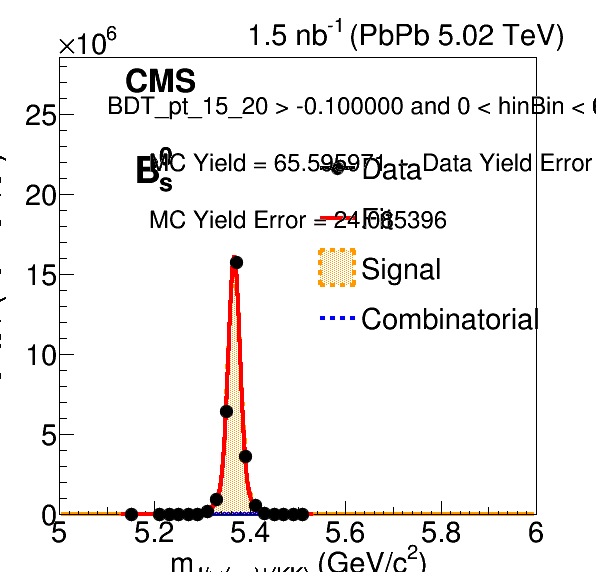 ×10⁶
1.5 nb⁻¹ (PbPb 5.02 TeV)
CMS
BDT_pt_15_20 > -0.100000 and 0 < hinBin <
B⁰s
MC Yield = 65.595971 Data Yield Error
Data
MC Yield Error = 24.085396
Fit
Signal
Combinatorial
25
20
15
10
5
0
5 5.2 5.4 5.6 5.8 6
(GeV/c²)